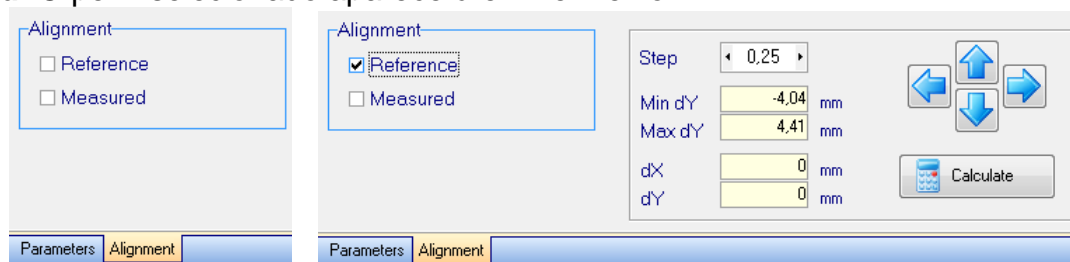 Alignment
Reference
Measured
Parameters Alignment
Alignment
Reference
Measured
Step 0,25
Min dY -4,04 mm
Max dY 4,41 mm
dX 0 mm
dY 0 mm
Calculate
Parameters Alignment